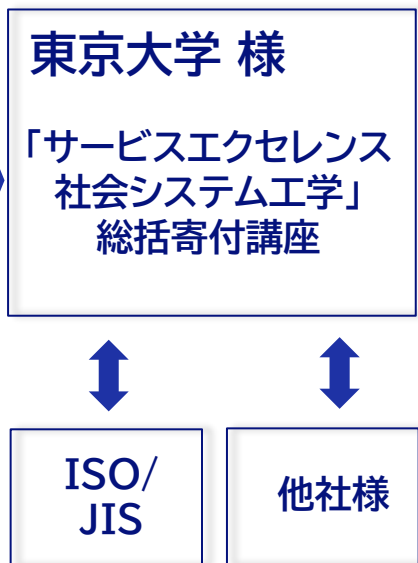 東京大学 様
「サービスエクセレンス
社会システム工学」
総括寄付講座
ISO/
JIS
他社様